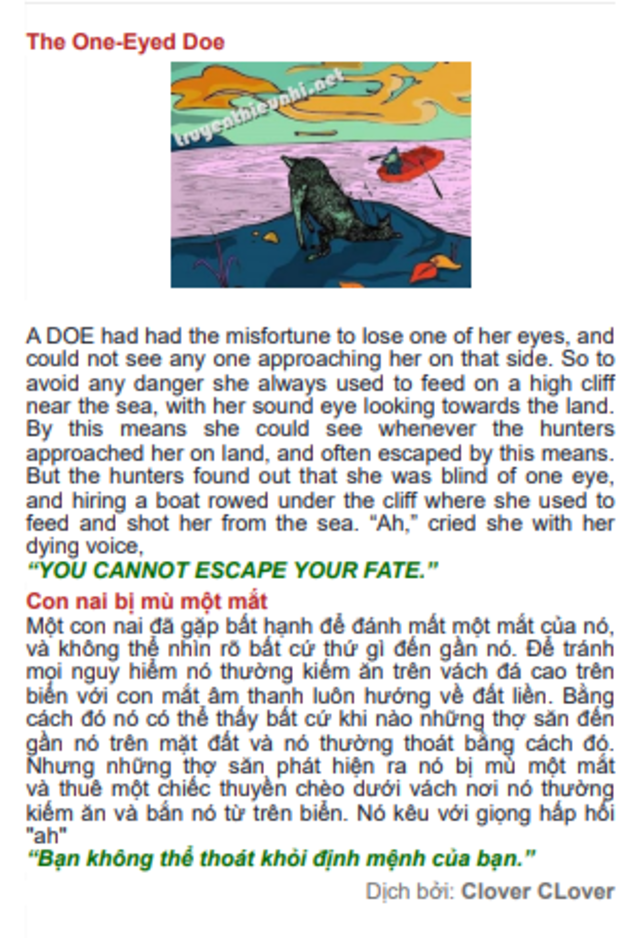 The One-Eyed Doe
truyenthieunhi.net
A DOE had had the misfortune to lose one of her eyes, and
could not see any one approaching her on that side. So to
avoid any danger she always used to feed on a high cliff
near the sea, with her sound eye looking towards the land.
By this means she could see whenever the hunters
approached her on land, and often escaped by this means.
But the hunters found out that she was blind of one eye,
and hiring a boat rowed under the cliff where she used to
feed and shot her from the sea. “Ah,” cried she with her
dying voice,
“YOU CANNOT ESCAPE YOUR FATE.”
Con nai bị mù một mắt
Một con nai đã gặp bất hạnh để đánh mất một mắt của nó,
và không thể nhìn rõ bất cứ thứ gì đến gần nó. Để tránh
mọi nguy hiểm nó thường kiếm ăn trên vách đá cao trên
biển với con mắt âm thanh luôn hướng về đất liền. Bằng
cách đó nó có thể thấy bất cứ khi nào những thợ săn đến
gần nó trên mặt đất và nó thường thoát bằng cách đó.
Nhưng những thợ săn phát hiện ra nó bị mù một mắt
và thuê một chiếc thuyền chèo dưới vách nơi nó thường
kiếm ăn và bắn nó từ trên biển. Nó kêu với giọng hấp hối
"ah"
“Bạn không thể thoát khỏi định mệnh của bạn.”
Dịch bởi: Clover CLover